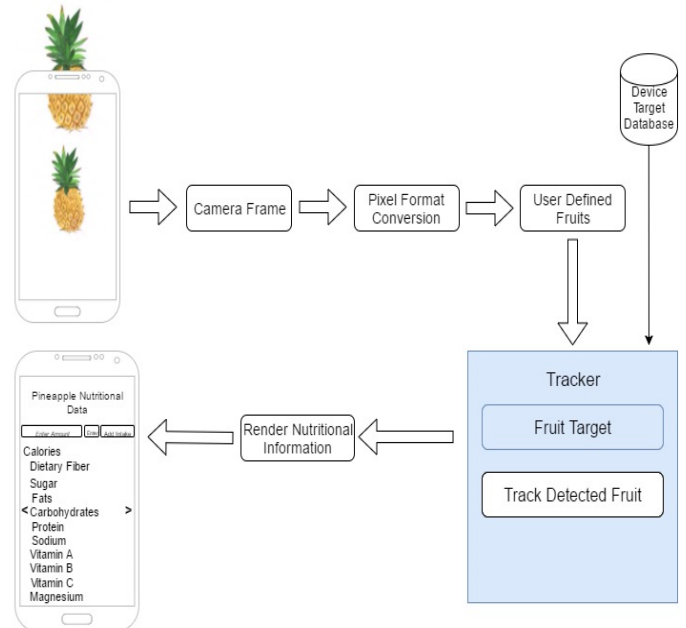 Device
Target
Database
Camera Frame
Pixel Format
Conversion
User Defined
Fruits
Tracker
Fruit Target
Track Detected Fruit
Render Nutritional
Information
Pineapple Nutritional
Data
Enter Amount
Add Intake
Calories
Dietary Fiber
Sugar
Fats
< Carbohydrates >
Protein
Sodium
Vitamin A
Vitamin B
Vitamin C
Magnesium